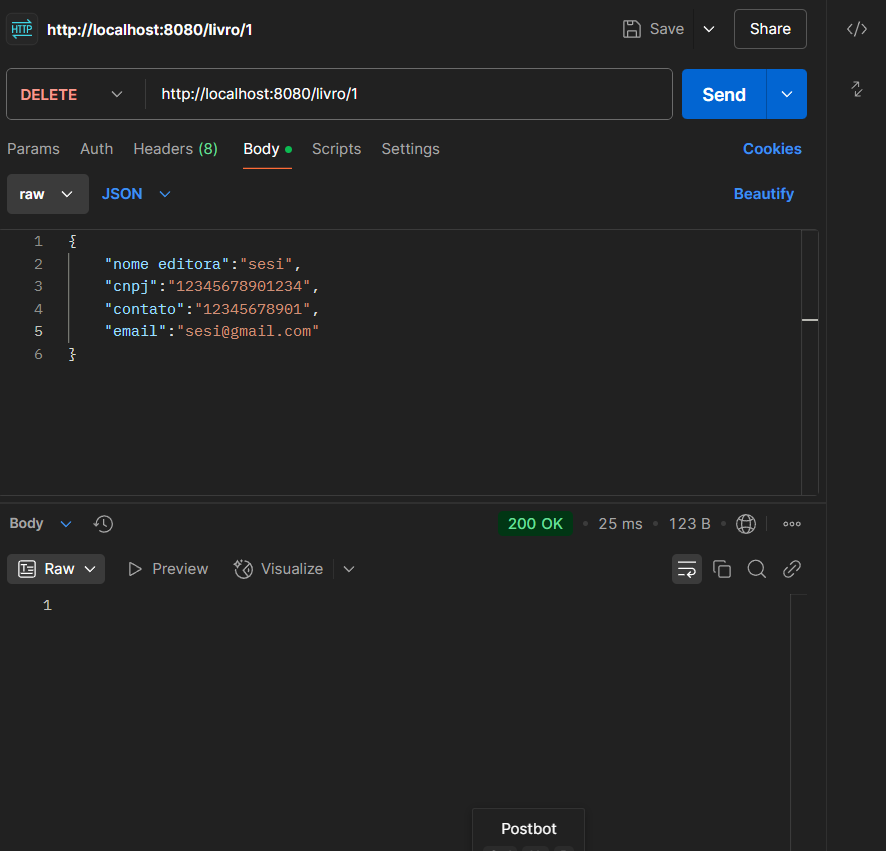 HTTP http://localhost:8080/livro/1 Save Share </>
DELETE http://localhost:8080/livro/1 Send
Params Auth Headers (8) Body Scripts Settings Cookies
raw JSON Beautify
1 {
2 "nome editora":"sesi",
3 "cnpj":"12345678901234",
4 "contato":"12345678901",
5 "email":"sesi@gmail.com"
6 }
Body 200 OK 25 ms 123 B
Raw Preview Visualize
1
Postbot